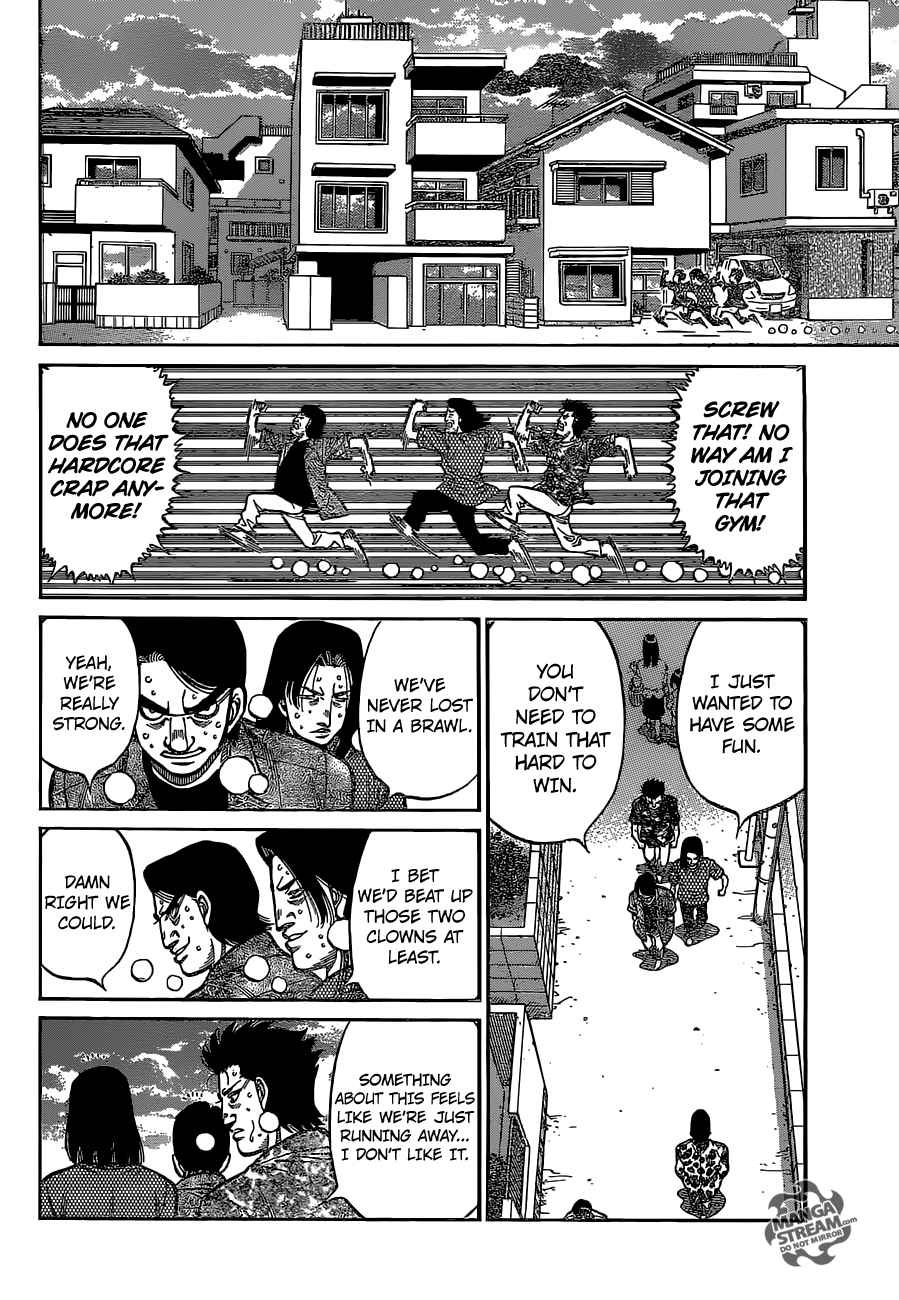 SCREW
THAT! NO
WAY AM I
JOINING
THAT
GYM!
NO ONE
DOES THAT
HARDCORE
CRAP ANY-
MORE!
I JUST
WANTED TO
HAVE SOME
FUN.
YOU
DON'T
NEED TO
TRAIN THAT
HARD TO
WIN.
WE'VE
NEVER LOST
IN A BRAWL.
YEAH,
WE'RE
REALLY
STRONG.
I BET
WE'D BEAT UP
THOSE TWO
CLOWNS AT
LEAST.
DAMN
RIGHT WE
COULD.
SOMETHING
ABOUT THIS FEELS
LIKE WE'RE JUST
RUNNING AWAY...
I DON'T LIKE IT.
MANGA
STREAM.com
DO NOT MIRROR